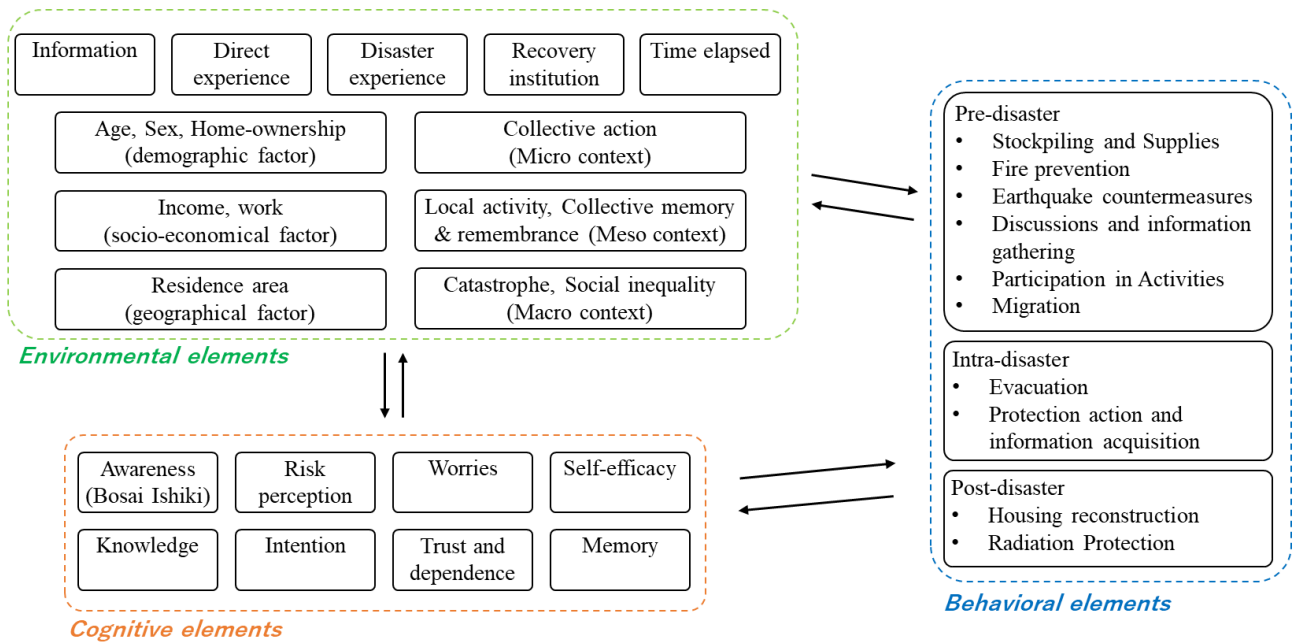 Information
Direct
experience
Disaster
experience
Recovery
institution
Time elapsed
Age, Sex, Home-ownership
(demographic factor)
Collective action
(Micro context)
Income, work
(socio-economical factor)
Local activity, Collective memory
& remembrance (Meso context)
Residence area
(geographical factor)
Catastrophe, Social inequality
(Macro context)
Environmental elements
Awareness
(Bosai Ishiki)
Risk
perception
Worries
Self-efficacy
Knowledge
Intention
Trust and
dependence
Memory
Cognitive elements
Pre-disaster
• Stockpiling and Supplies
• Fire prevention
• Earthquake countermeasures
• Discussions and information
gathering
• Participation in Activities
• Migration
Intra-disaster
• Evacuation
• Protection action and
information acquisition
Post-disaster
• Housing reconstruction
• Radiation Protection
Behavioral elements